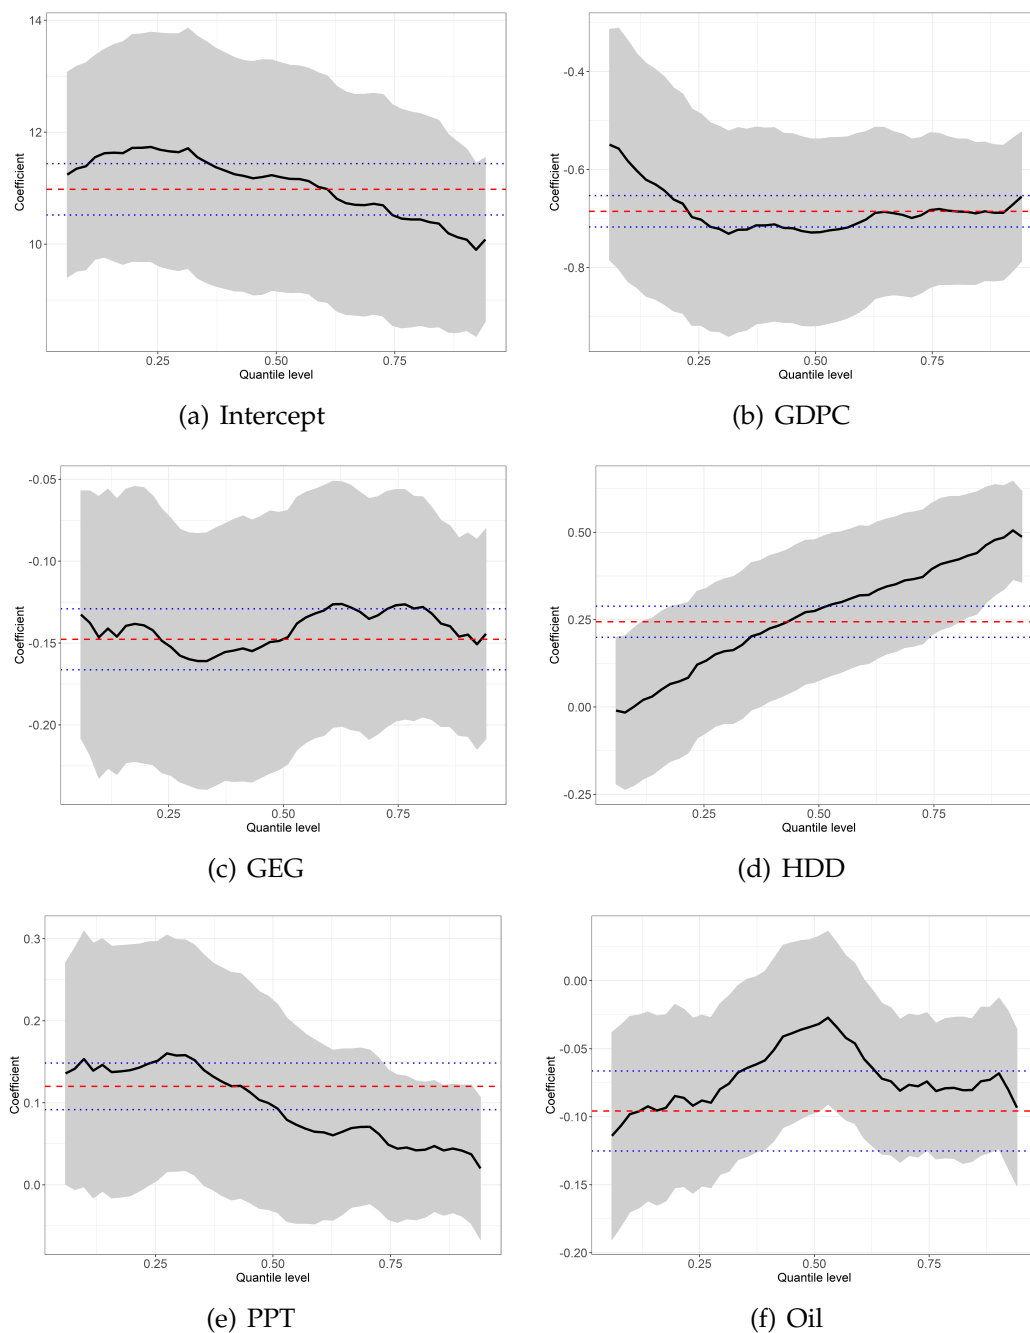 14
12
10
Coefficient
0.25 0.50 0.75
Quantile level
(a) Intercept
-0.4
-0.6
-0.8
Coefficient
0.25 0.50 0.75
Quantile level
(b) GDPC
-0.05
-0.10
-0.15
-0.20
Coefficient
0.25 0.50 0.75
Quantile level
(c) GEG
0.50
0.25
0.00
-0.25
Coefficient
0.25 0.50 0.75
Quantile level
(d) HDD
0.3
0.2
0.1
0.0
Coefficient
0.25 0.50 0.75
Quantile level
(e) PPT
0.00
-0.05
-0.10
-0.15
-0.20
Coefficient
0.25 0.50 0.75
Quantile level
(f) Oil